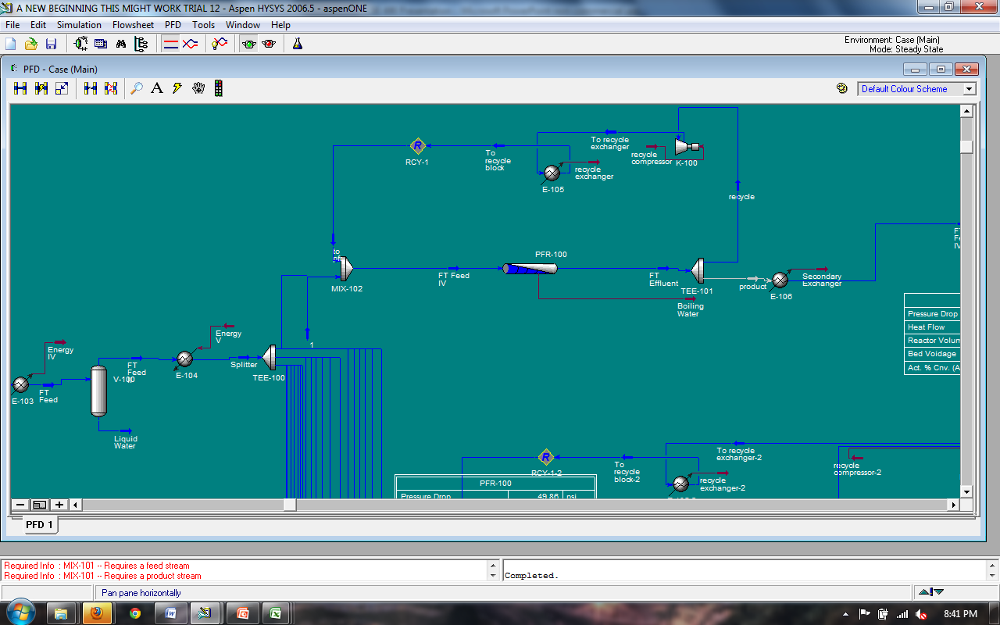 A NEW BEGINNING THIS MIGHT WORK TRIAL 12 - Aspen HYSYS 2006.5 - aspenONE
File Edit Simulation Flowsheet PFD Tools Window Help
Environment: Case (Main)
Mode: Steady State
PFD - Case (Main)
A
Default Colour Scheme
To recycle
exchanger
R
RCY-1
To
recycle
block
recycle
exchanger
E-105
recycle
compressor
K-100
recycle
to
MIX-102
FT Feed
IV
PFR-100
FT
Effluent
TEE-101
product
E-106
Secondary
Exchanger
Boiling
Water
Pressure Drop
Heat Flow
Reactor Volum
Bed Voidage
Act. % Cnv. (A
Energy
IV
E-103
FT
Feed
V-100
FT
Feed
Liquid
Water
E-104
Energy
V
Splitter
TEE-100
1
R
RCY-1-2
To
recycle
block-2
To recycle
exchanger-2
recycle
exchanger-2
recycle
compressor-2
PFR-100
Pressure Drop 49.86 psi
PFD 1
Required Info : MIX-101 -- Requires a feed stream
Required Info : MIX-101 -- Requires a product stream
Completed.
Pan pane horizontally
8:41 PM